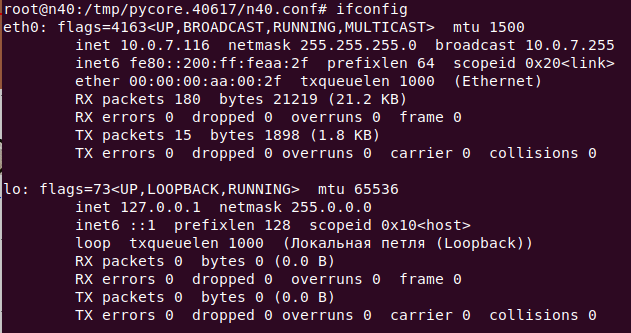 root@n40:/tmp/pycore.40617/n40.conf# ifconfig
eth0: flags=4163<UP,BROADCAST,RUNNING,MULTICAST>  mtu 1500
inet 10.0.7.116  netmask 255.255.255.0  broadcast 10.0.7.255
inet6 fe80::200:ff:feaa:2f  prefixlen 64  scopeid 0x20<link>
ether 00:00:00:aa:00:2f  txqueuelen 1000  (Ethernet)
RX packets 180  bytes 21219 (21.2 KB)
RX errors 0  dropped 0  overruns 0  frame 0
TX packets 15  bytes 1898 (1.8 KB)
TX errors 0  dropped 0 overruns 0  carrier 0  collisions 0
lo: flags=73<UP,LOOPBACK,RUNNING>  mtu 65536
inet 127.0.0.1  netmask 255.0.0.0
inet6 ::1  prefixlen 128  scopeid 0x10<host>
loop  txqueuelen 1000  (Локальная петля (Loopback))
RX packets 0  bytes 0 (0.0 B)
RX errors 0  dropped 0  overruns 0  frame 0
TX packets 0  bytes 0 (0.0 B)
TX errors 0  dropped 0 overruns 0  carrier 0  collisions 0